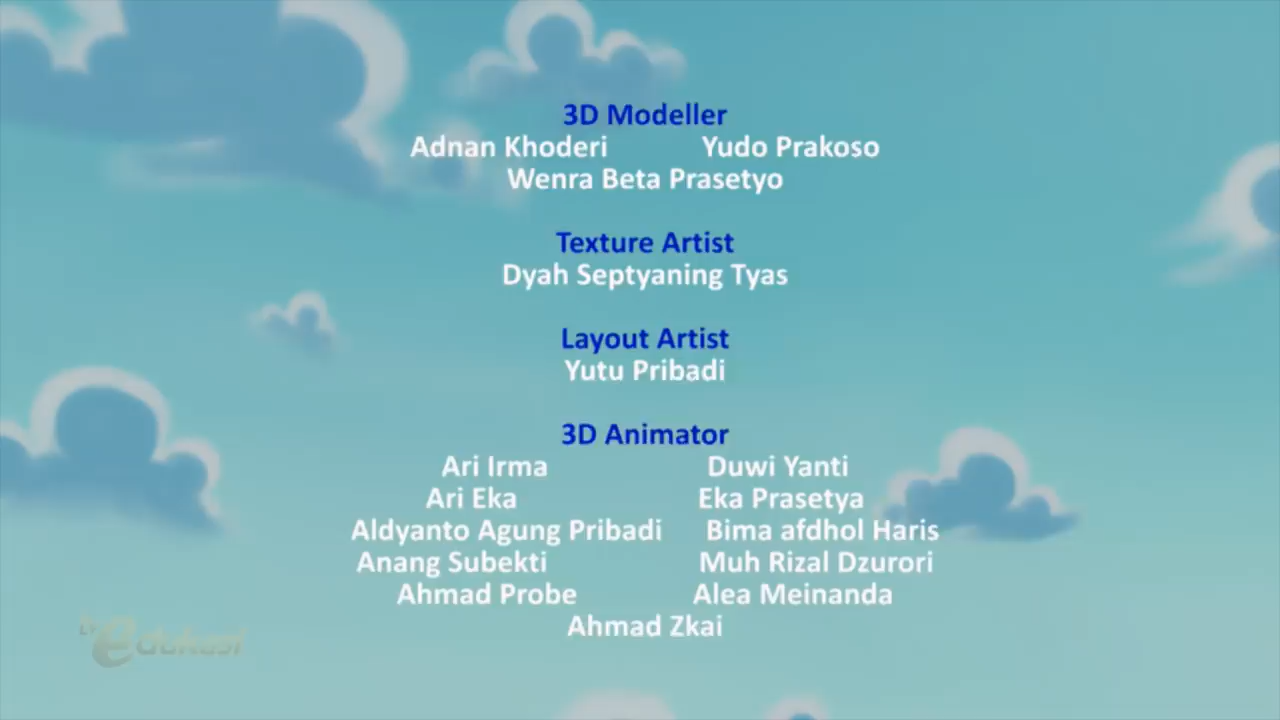 3D Modeller
Adnan Khoderi Yudo Prakoso
Wenra Beta Prasetyo
Texture Artist
Dyah Septyaning Tyas
Layout Artist
Yutu Pribadi
3D Animator
Ari Irma Duwi Yanti
Ari Eka Eka Prasetya
Aldyanto Agung Pribadi Bima afdhol Haris
Anang Subekti Muh Rizal Dzurori
Ahmad Probe Alea Meinanda
Ahmad Zkai
tv edukasi